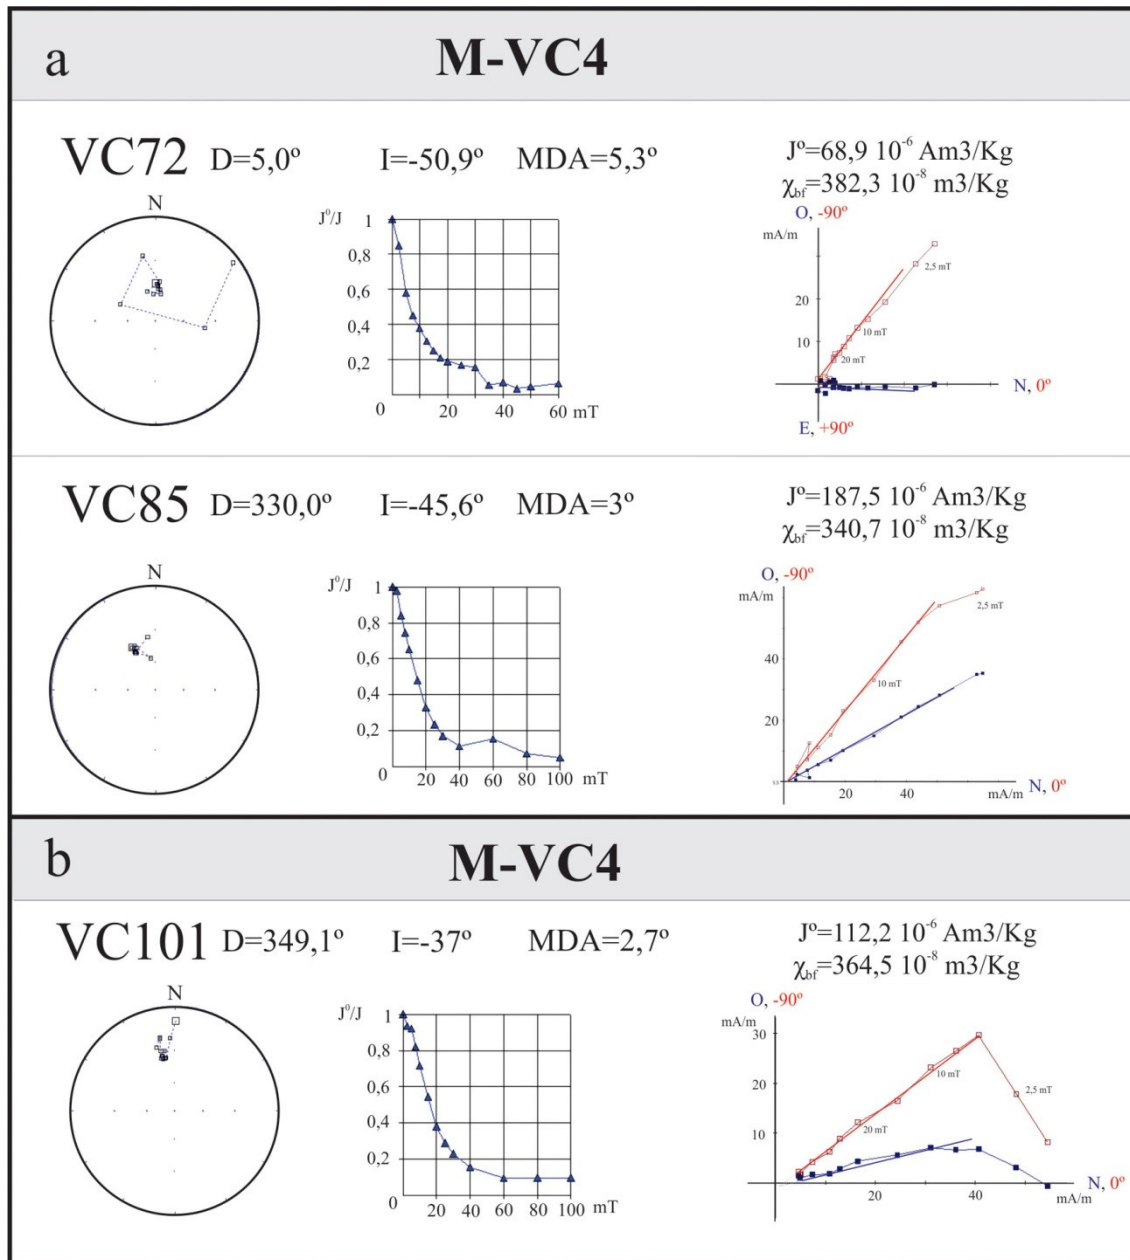 a
M-VC4
VC72 D=5,0º I=-50,9º MDA=5,3º
Jº=68,9 10⁻⁶ Am3/Kg
χbf=382,3 10⁻⁸ m3/Kg
N
J⁰/J
1
0,8
0,6
0,4
0,2
0 20 40 60 mT
O, -90º
mA/m
2,5 mT
20
10 mT
10
20 mT
N, 0º
E, +90º
VC85 D=330,0º I=-45,6º MDA=3º
Jº=187,5 10⁻⁶ Am3/Kg
χbf=340,7 10⁻⁸ m3/Kg
N
J⁰/J
1
0,8
0,6
0,4
0,2
0 20 40 60 80 100 mT
O, -90º
mA/m
2,5 mT
40
10 mT
20
20 40 mA/m N, 0º
b
M-VC4
VC101 D=349,1º I=-37º MDA=2,7º
Jº=112,2 10⁻⁶ Am3/Kg
χbf=364,5 10⁻⁸ m3/Kg
N
J⁰/J
1
0,8
0,6
0,4
0,2
0 20 40 60 80 100 mT
O, -90º
mA/m
30
10 mT
2,5 mT
20
20 mT
10
20 40 mA/m N, 0º